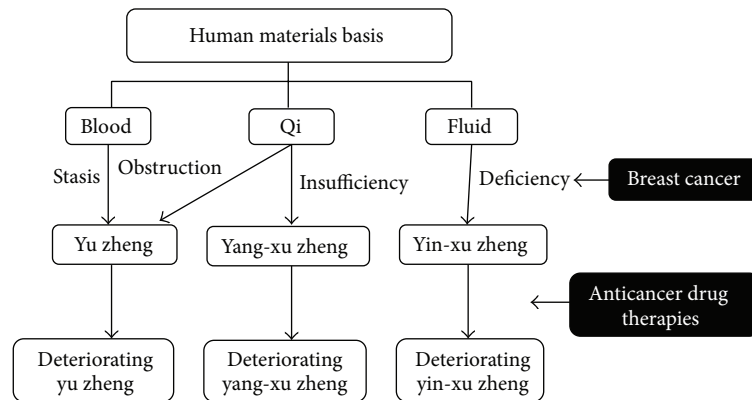 Human materials basis
Blood
Qi
Fluid
Stasis
Obstruction
Insufficiency
Deficiency
Breast cancer
Yu zheng
Yang-xu zheng
Yin-xu zheng
Anticancer drug
therapies
Deteriorating
yu zheng
Deteriorating
yang-xu zheng
Deteriorating
yin-xu zheng